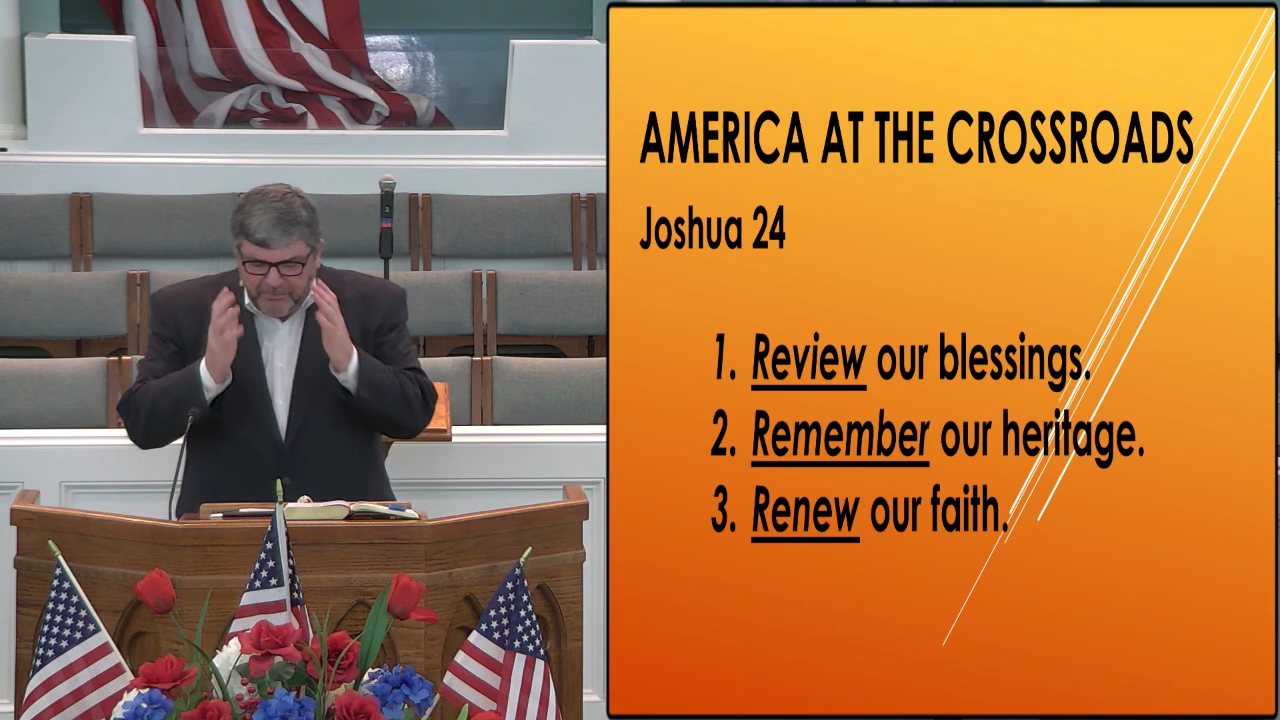 AMERICA AT THE CROSSROADS
Joshua 24
1. Review our blessings.
2. Remember our heritage.
3. Renew our faith.